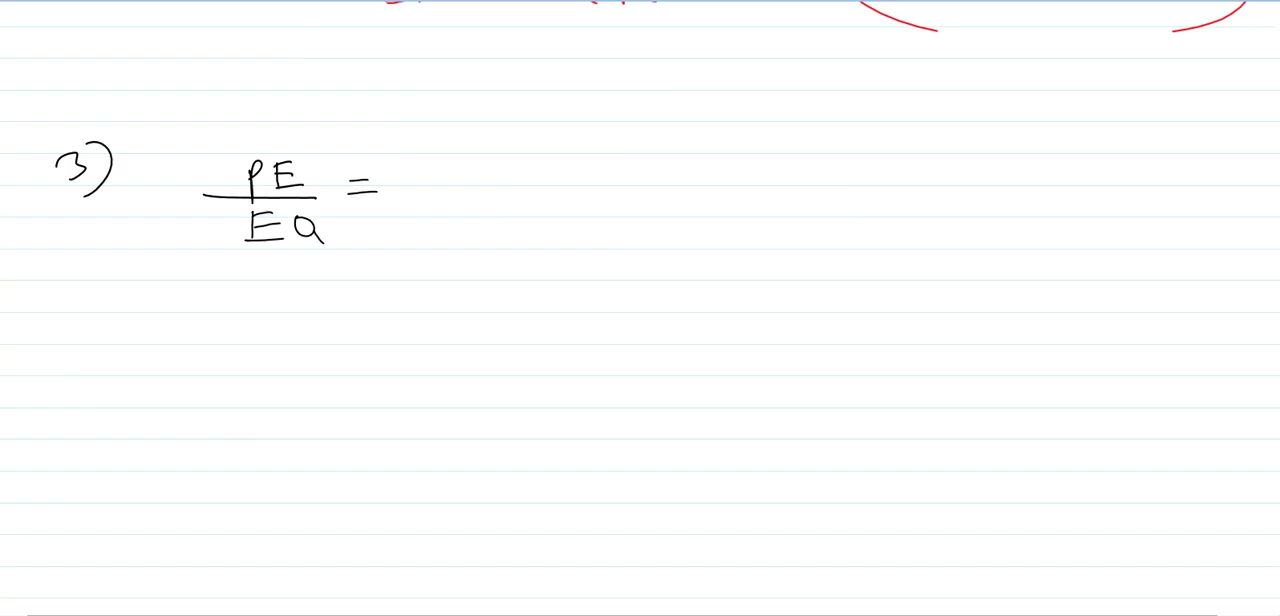 3) PE =
EQ